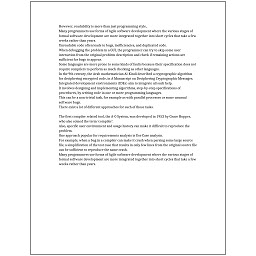 However, readability is more than just programming style.
Many programmers use forms of Agile software development where the various stages of
formal software development are more integrated together into short cycles that take a few
weeks rather than years.
Unreadable code often leads to bugs, inefficiencies, and duplicated code.
When debugging the problem in a GUI, the programmer can try to skip some user
interaction from the original problem description and check if remaining actions are
sufficient for bugs to appear.
Some languages are more prone to some kinds of faults because their specification does not
require compilers to perform as much checking as other languages.
In the 9th century, the Arab mathematician Al-Kindi described a cryptographic algorithm
for deciphering encrypted code, in A Manuscript on Deciphering Cryptographic Messages.
Integrated development environments (IDEs) aim to integrate all such help.
It involves designing and implementing algorithms, step-by-step specifications of
procedures, by writing code in one or more programming languages.
This can be a non-trivial task, for example as with parallel processes or some unusual
software bugs.
There exist a lot of different approaches for each of those tasks.
The first compiler related tool, the A-0 System, was developed in 1952 by Grace Hopper,
who also coined the term 'compiler'.
Also, specific user environment and usage history can make it difficult to reproduce the
problem.
One approach popular for requirements analysis is Use Case analysis.
For example, when a bug in a compiler can make it crash when parsing some large source
file, a simplification of the test case that results in only few lines from the original source file
can be sufficient to reproduce the same crash.
Many programmers use forms of Agile software development where the various stages of
formal software development are more integrated together into short cycles that take a few
weeks rather than years.